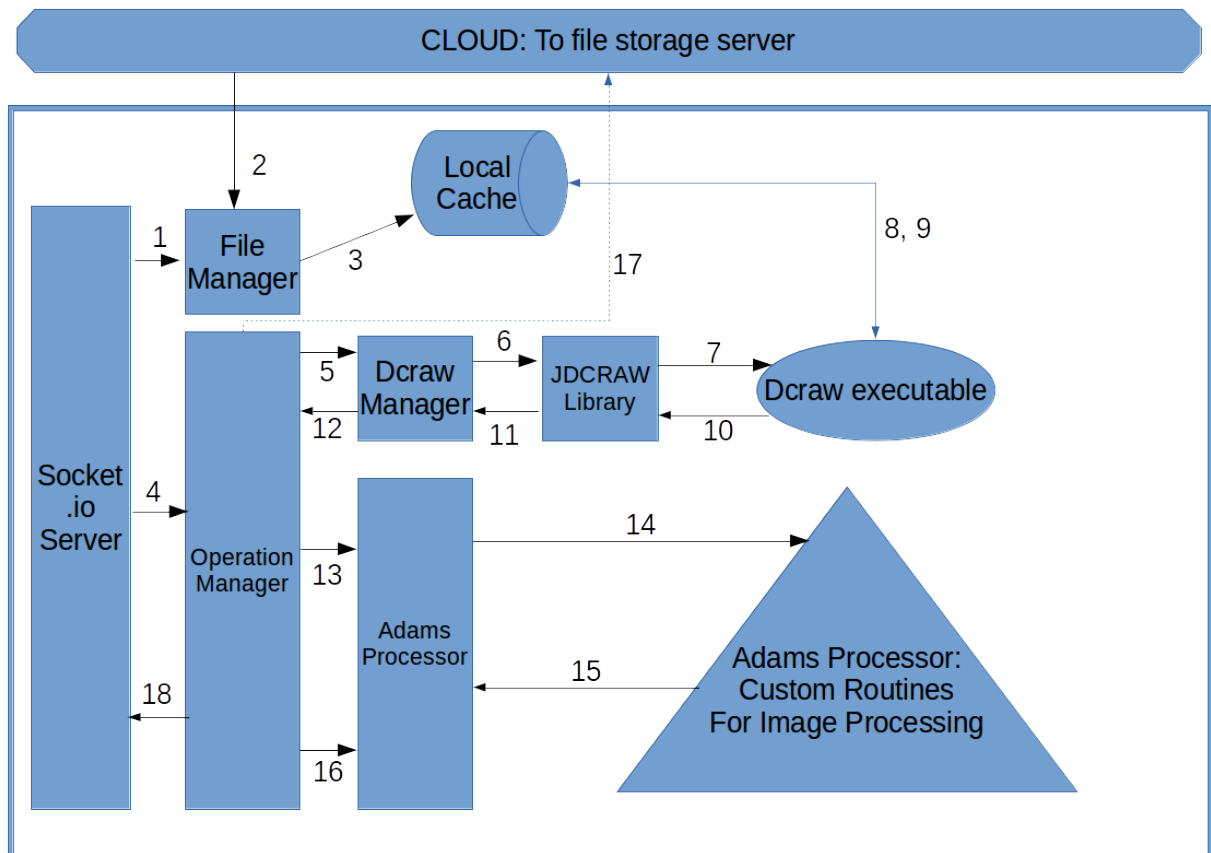 CLOUD: To file storage server
2
Local
Cache
8, 9
1
File
Manager
3
17
5
Dcraw
Manager
6
JDCRAW
Library
7
Dcraw executable
12
11
10
Socket
.io
Server
4
Operation
Manager
13
14
Adams
Processor
15
Adams Processor:
Custom Routines
For Image Processing
18
16